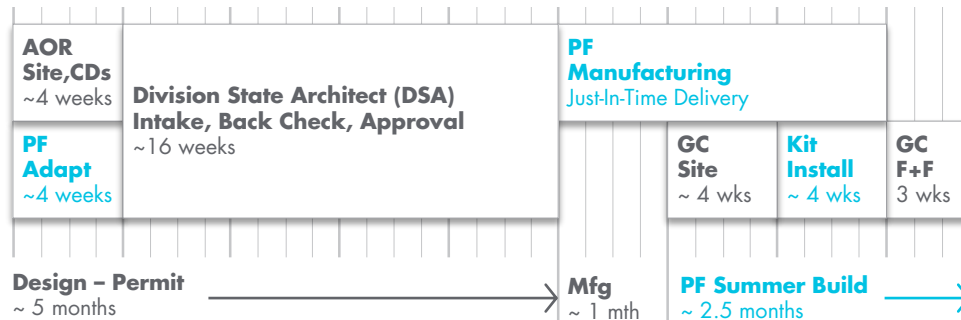 AOR
Site,CDs
~4 weeks
PF
Adapt
~4 weeks
Division State Architect (DSA)
Intake, Back Check, Approval
~16 weeks
PF
Manufacturing
Just-In-Time Delivery
GC
Site
~ 4 wks
Kit
Install
~ 4 wks
GC
F+F
3 wks
Design – Permit
~ 5 months
Mfg
~ 1 mth
PF Summer Build
~ 2.5 months